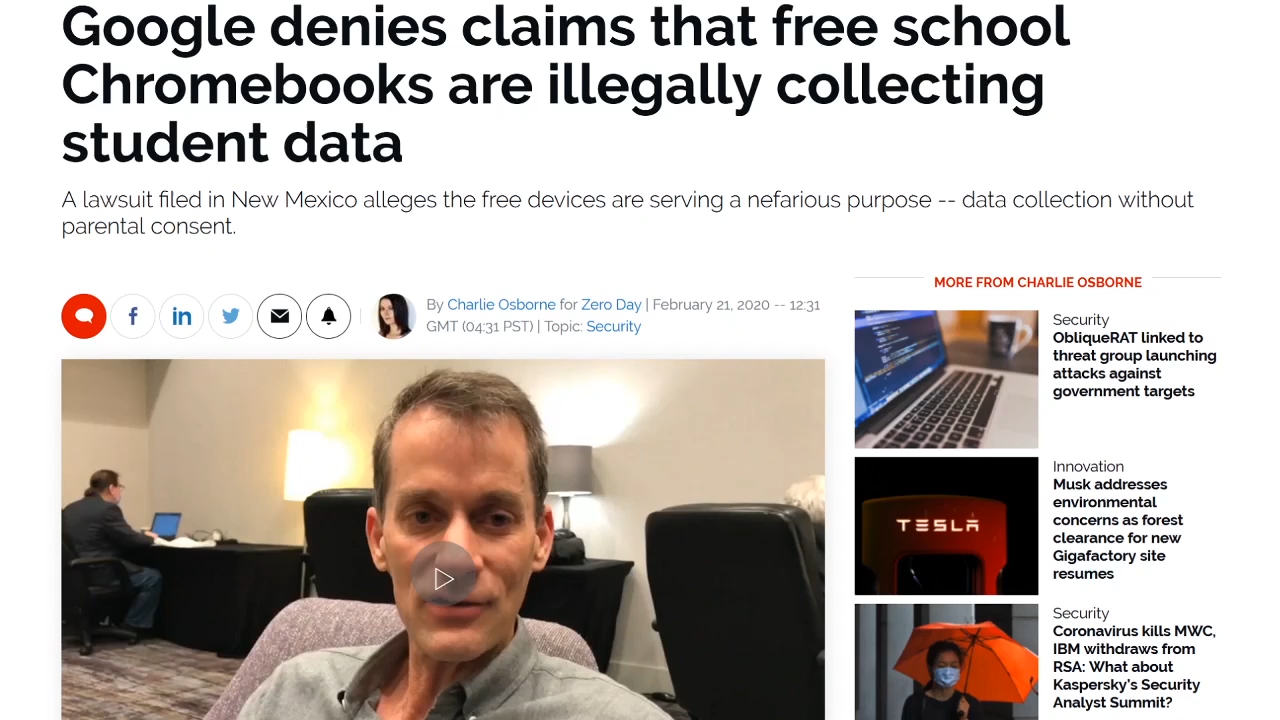 Google denies claims that free school
Chromebooks are illegally collecting
student data
A lawsuit filed in New Mexico alleges the free devices are serving a nefarious purpose -- data collection without
parental consent.
By Charlie Osborne for Zero Day | February 21, 2020 -- 12:31
GMT (04:31 PST) | Topic: Security
MORE FROM CHARLIE OSBORNE
Security
ObliqueRAT linked to
threat group launching
attacks against
government targets
Innovation
Musk addresses
environmental
concerns as forest
clearance for new
Gigafactory site
resumes
TESLA
Security
Coronavirus kills MWC,
IBM withdraws from
RSA: What about
Kaspersky's Security
Analyst Summit?